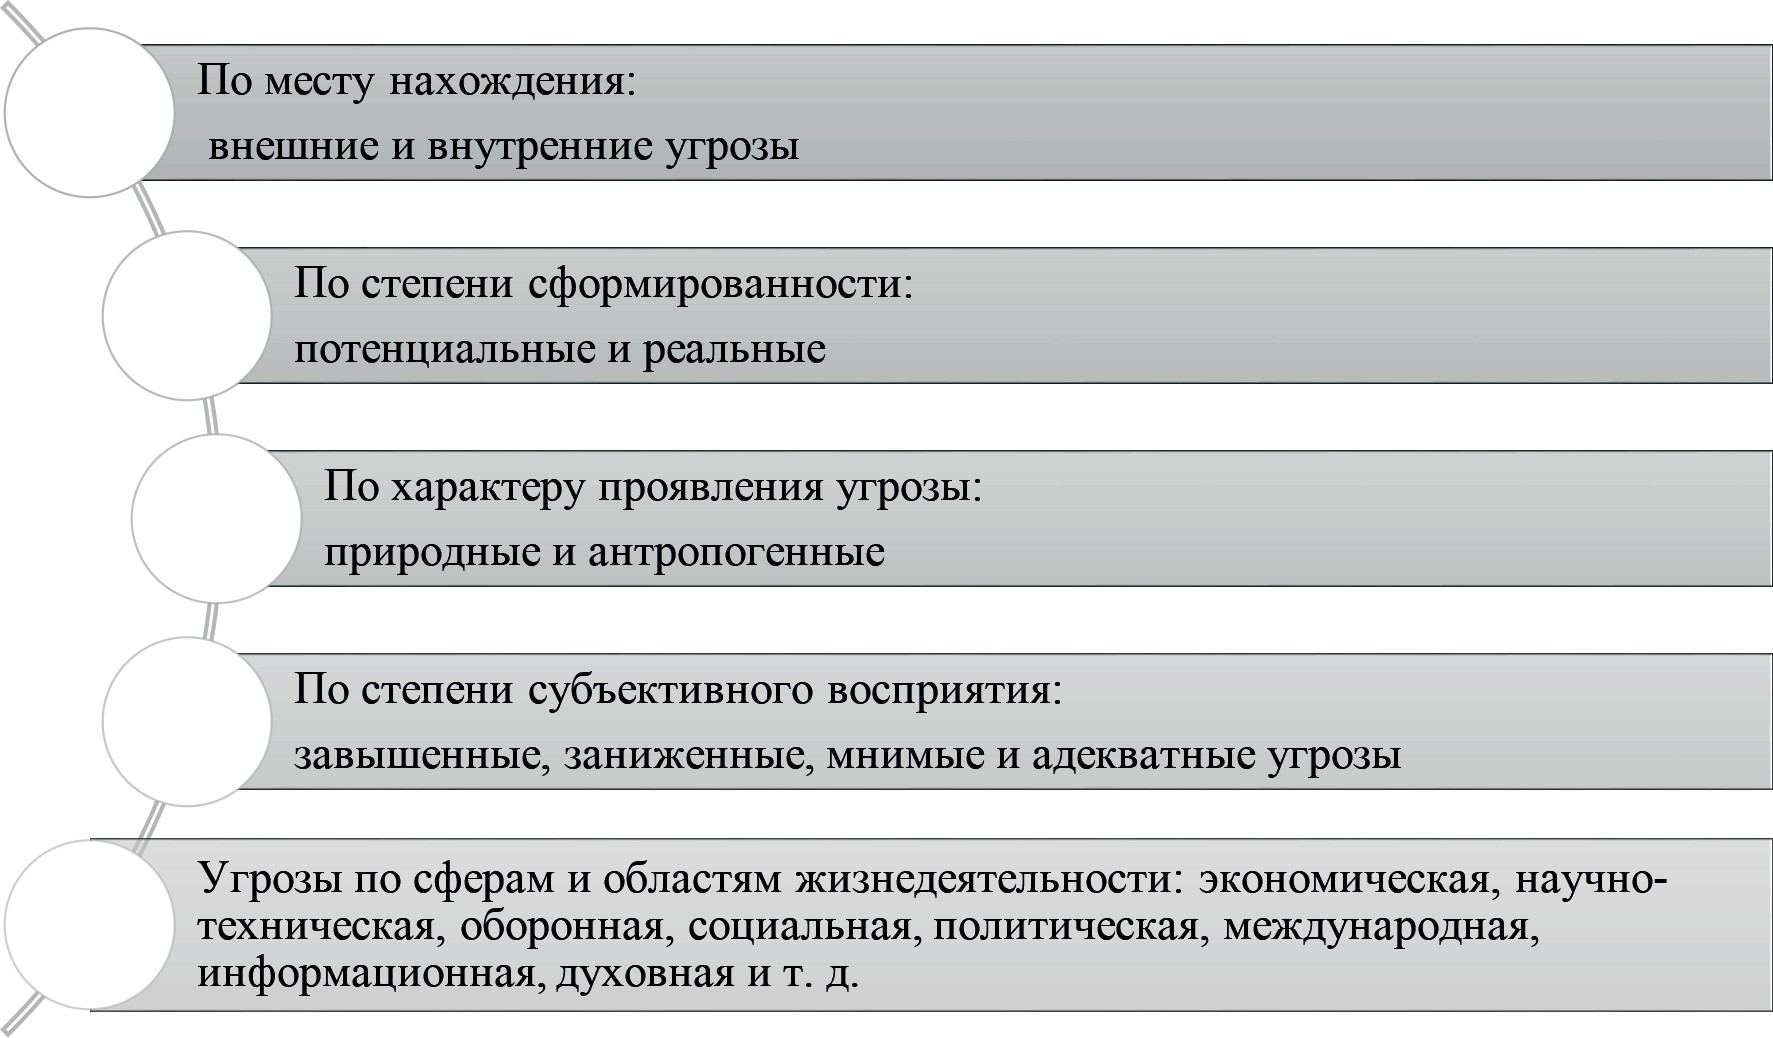 По месту нахождения:
внешние и внутренние угрозы
По степени сформированности:
потенциальные и реальные
По характеру проявления угрозы:
природные и антропогенные
По степени субъективного восприятия:
завышенные, заниженные, мнимые и адекватные угрозы
Угрозы по сферам и областям жизнедеятельности: экономическая, научно-
техническая, оборонная, социальная, политическая, международная,
информационная, духовная и т. д.